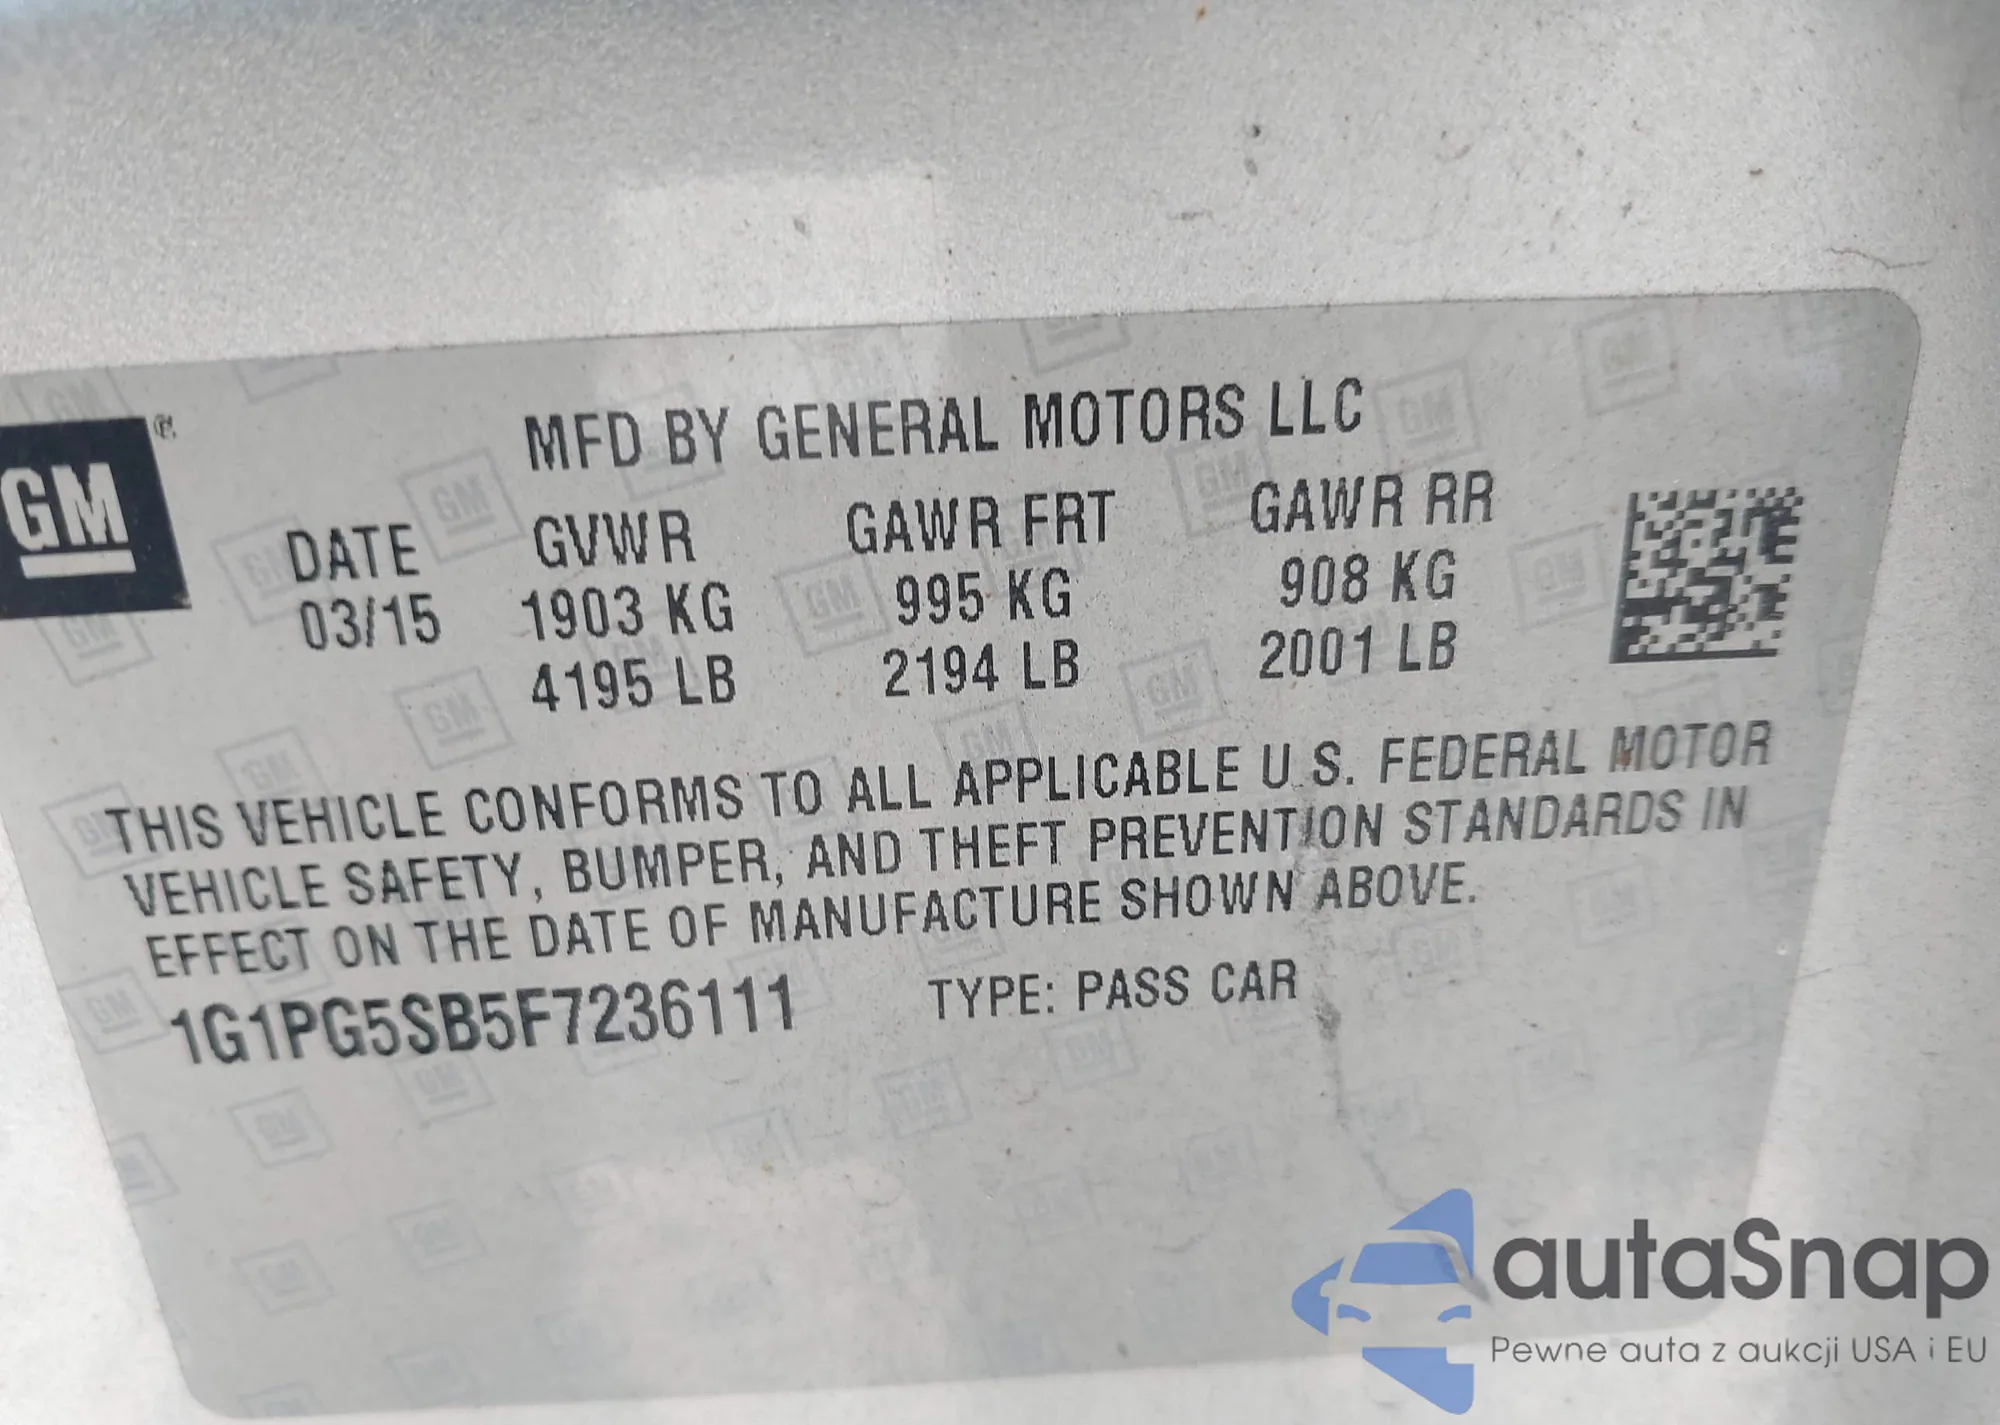 GM
MFD BY GENERAL MOTORS LLC
DATE GVWR GAWR FRT GAWR RR
03/15 1903 KG 995 KG 908 KG
4195 LB 2194 LB 2001 LB
THIS VEHICLE CONFORMS TO ALL APPLICABLE U.S. FEDERAL MOTOR
VEHICLE SAFETY, BUMPER, AND THEFT PREVENTION STANDARDS IN
EFFECT ON THE DATE OF MANUFACTURE SHOWN ABOVE.
1G1PG5SB5F7236111 TYPE: PASS CAR
autaSnap
Pewne auta z aukcji USA i EU